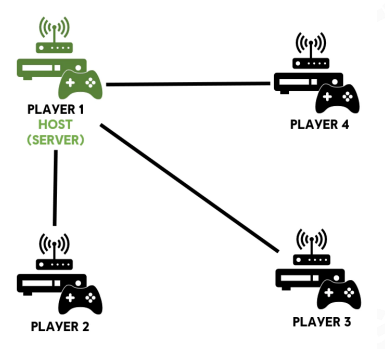 PLAYER 1
HOST
(SERVER)
PLAYER 4
PLAYER 2
PLAYER 3